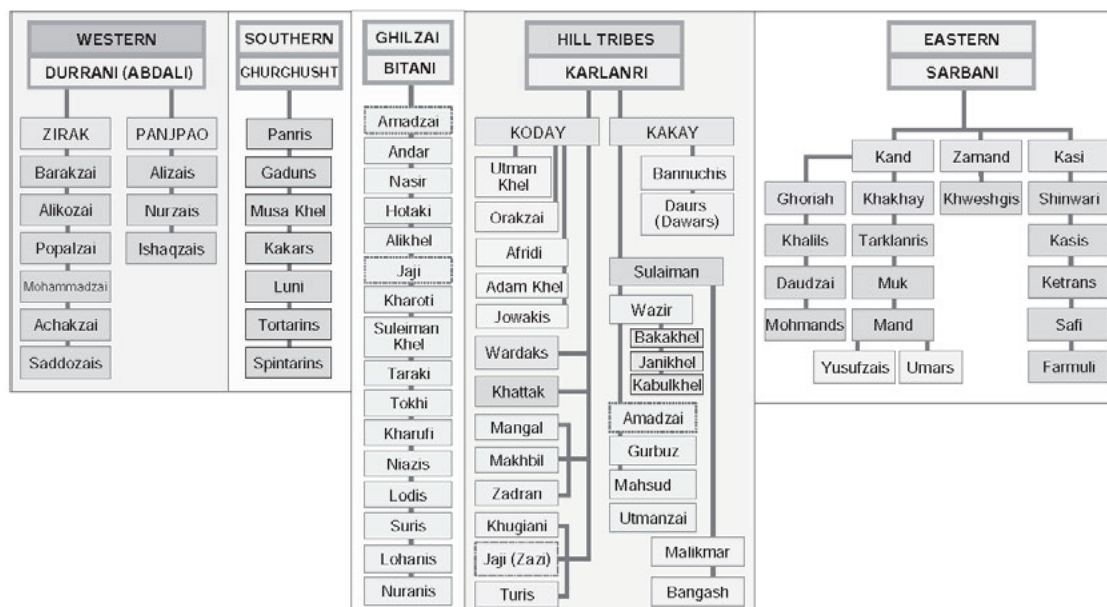 WESTERN
DURRANI (ABDALI)
ZIRAK
Barakzai
Alikozai
Popalzai
Mohammadzai
Achakzai
Saddozais
PANJPAO
Alizais
Nurzais
Ishaqzais
SOUTHERN
GHURGHUSHT
Panris
Gaduns
Musa Khel
Kakars
Luni
Tortarins
Spintarins
GHILZAI
BITANI
Amadzai
Andar
Nasir
Hotaki
Alikhel
Jaji
Kharoti
Suleiman
Khel
Taraki
Tokhi
Kharufi
Niazis
Lodis
Suris
Lohanis
Nuranis
HILL TRIBES
KARLANRI
KODAY
Utman
Khel
Orakzai
Afridi
Adam Khel
Jowakis
Wardaks
Khattak
Mangal
Makhbil
Zadran
Khugiani
Jaji (Zazi)
Turis
KAKAY
Bannuchis
Daurs
(Dawars)
Sulaiman
Wazir
Bakakhel
Janikhel
Kabulkhel
Amadzai
Gurbuz
Mahsud
Utmanzai
Malikmar
Bangash
EASTERN
SARBANI
Kand
Ghoriah
Khalils
Daudzai
Mohmands
Khakhay
Tarklanris
Muk
Mand
Yusufzais
Umars
Zamand
Khweshgis
Kasi
Shinwari
Kasis
Ketrans
Safi
Farmuli